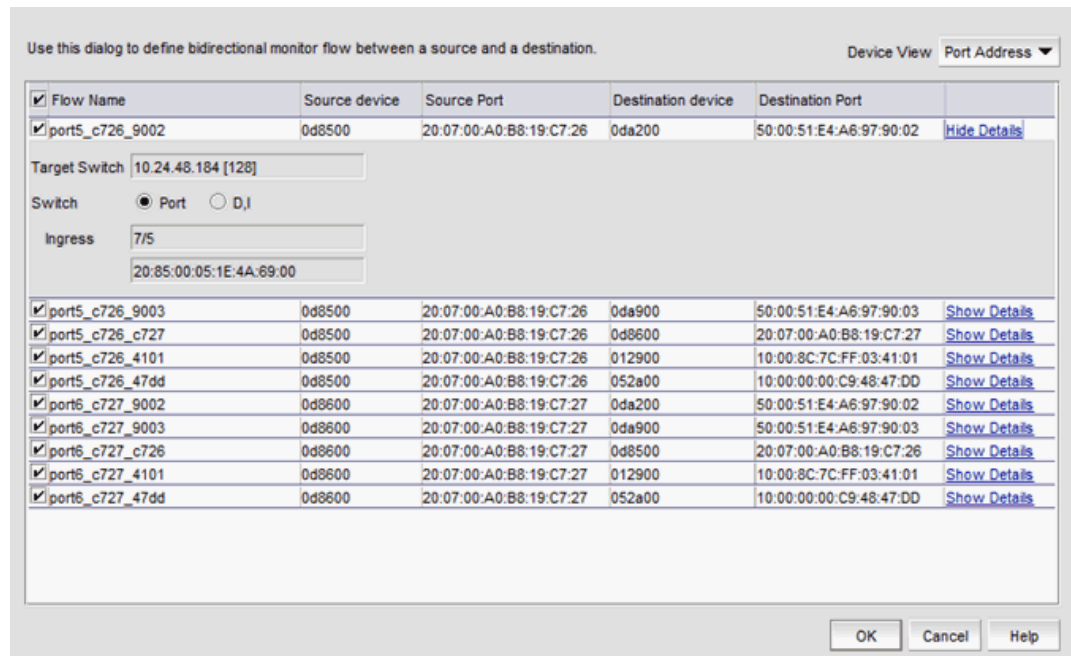 Use this dialog to define bidirectional monitor flow between a source and a destination. Device View Port Address
Flow Name Source device Source Port Destination device Destination Port
port5_c726_9002 0d8500 20:07:00:A0:B8:19:C7:26 0da200 50:00:51:E4:A6:97:90:02 Hide Details
Target Switch 10.24.48.184 [128]
Switch Port D,I
Ingress 7/5
20:85:00:05:1E:4A:69:00
port5_c726_9003 0d8500 20:07:00:A0:B8:19:C7:26 0da900 50:00:51:E4:A6:97:90:03 Show Details
port5_c726_c727 0d8500 20:07:00:A0:B8:19:C7:26 0d8600 20:07:00:A0:B8:19:C7:27 Show Details
port5_c726_4101 0d8500 20:07:00:A0:B8:19:C7:26 012900 10:00:8C:7C:FF:03:41:01 Show Details
port5_c726_47dd 0d8500 20:07:00:A0:B8:19:C7:26 052a00 10:00:00:00:C9:48:47:DD Show Details
port6_c727_9002 0d8600 20:07:00:A0:B8:19:C7:27 0da200 50:00:51:E4:A6:97:90:02 Show Details
port6_c727_9003 0d8600 20:07:00:A0:B8:19:C7:27 0da900 50:00:51:E4:A6:97:90:03 Show Details
port6_c727_c726 0d8600 20:07:00:A0:B8:19:C7:27 0d8500 20:07:00:A0:B8:19:C7:26 Show Details
port6_c727_4101 0d8600 20:07:00:A0:B8:19:C7:27 012900 10:00:8C:7C:FF:03:41:01 Show Details
port6_c727_47dd 0d8600 20:07:00:A0:B8:19:C7:27 052a00 10:00:00:00:C9:48:47:DD Show Details
OK Cancel Help